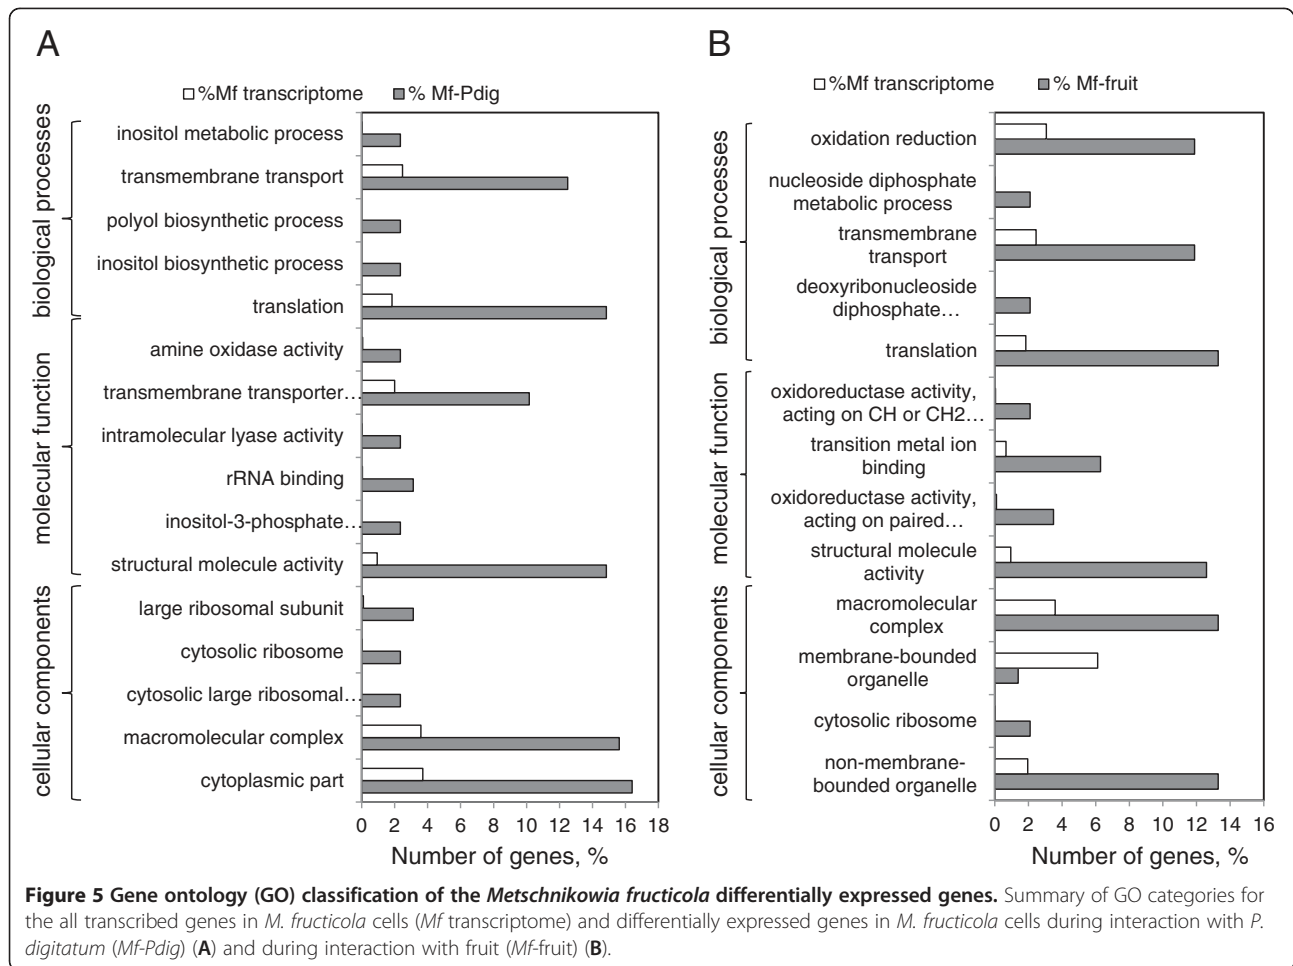 A
%Mf transcriptome % Mf-Pdig
biological processes
inositol metabolic process
transmembrane transport
polyol biosynthetic process
inositol biosynthetic process
translation
molecular function
amine oxidase activity
transmembrane transporter…
intramolecular lyase activity
rRNA binding
inositol-3-phosphate…
structural molecule activity
cellular components
large ribosomal subunit
cytosolic ribosome
cytosolic large ribosomal…
macromolecular complex
cytoplasmic part
0 2 4 6 8 10 12 14 16 18
Number of genes, %
B
%Mf transcriptome % Mf-fruit
biological processes
oxidation reduction
nucleoside diphosphate
metabolic process
transmembrane
transport
deoxyribonucleoside
diphosphate…
translation
molecular function
oxidoreductase activity,
acting on CH or CH2…
transition metal ion
binding
oxidoreductase activity,
acting on paired…
structural molecule
activity
cellular components
macromolecular
complex
membrane-bounded
organelle
cytosolic ribosome
non-membrane-
bounded organelle
0 2 4 6 8 10 12 14 16
Number of genes, %
Figure 5 Gene ontology (GO) classification of the Metschnikowia fructicola differentially expressed genes. Summary of GO categories for
the all transcribed genes in M. fructicola cells (Mf transcriptome) and differentially expressed genes in M. fructicola cells during interaction with P.
digitatum (Mf-Pdig) (A) and during interaction with fruit (Mf-fruit) (B).